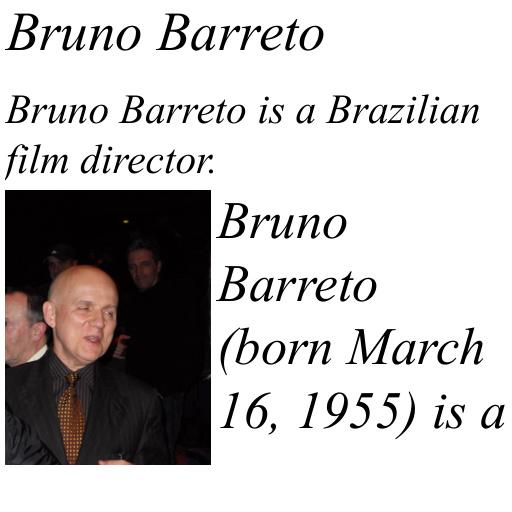 Bruno Barreto
Bruno Barreto is a Brazilian
film director.
Bruno
Barreto
(born March
16, 1955) is a